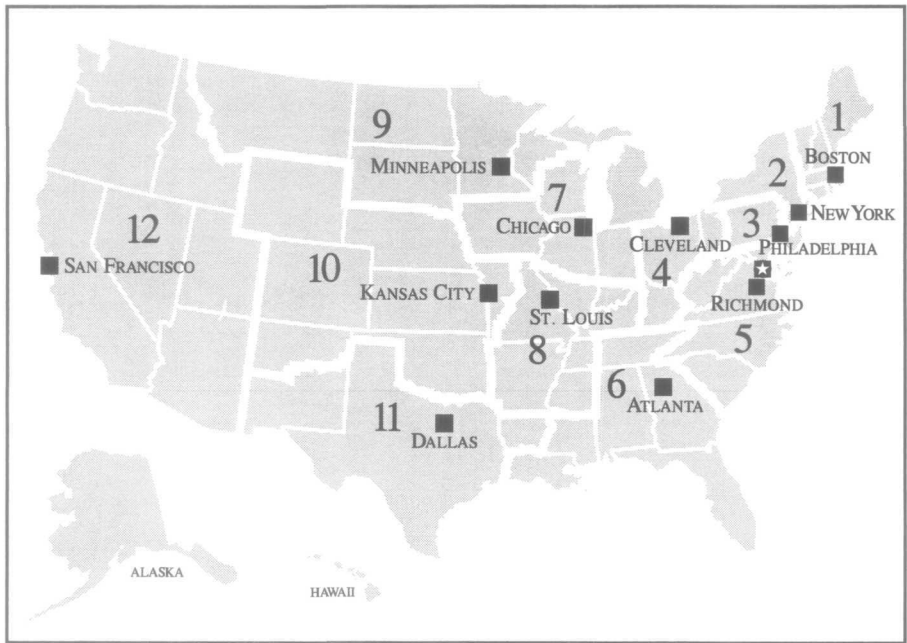 1
9
BOSTON
2
MINNEAPOLIS
7
NEW YORK
3
12
CHICAGO
CLEVELAND
PHILADELPHIA
10
4
SAN FRANCISCO
KANSAS CITY
RICHMOND
ST. LOUIS
5
8
6
ATLANTA
11
DALLAS
ALASKA
HAWAII